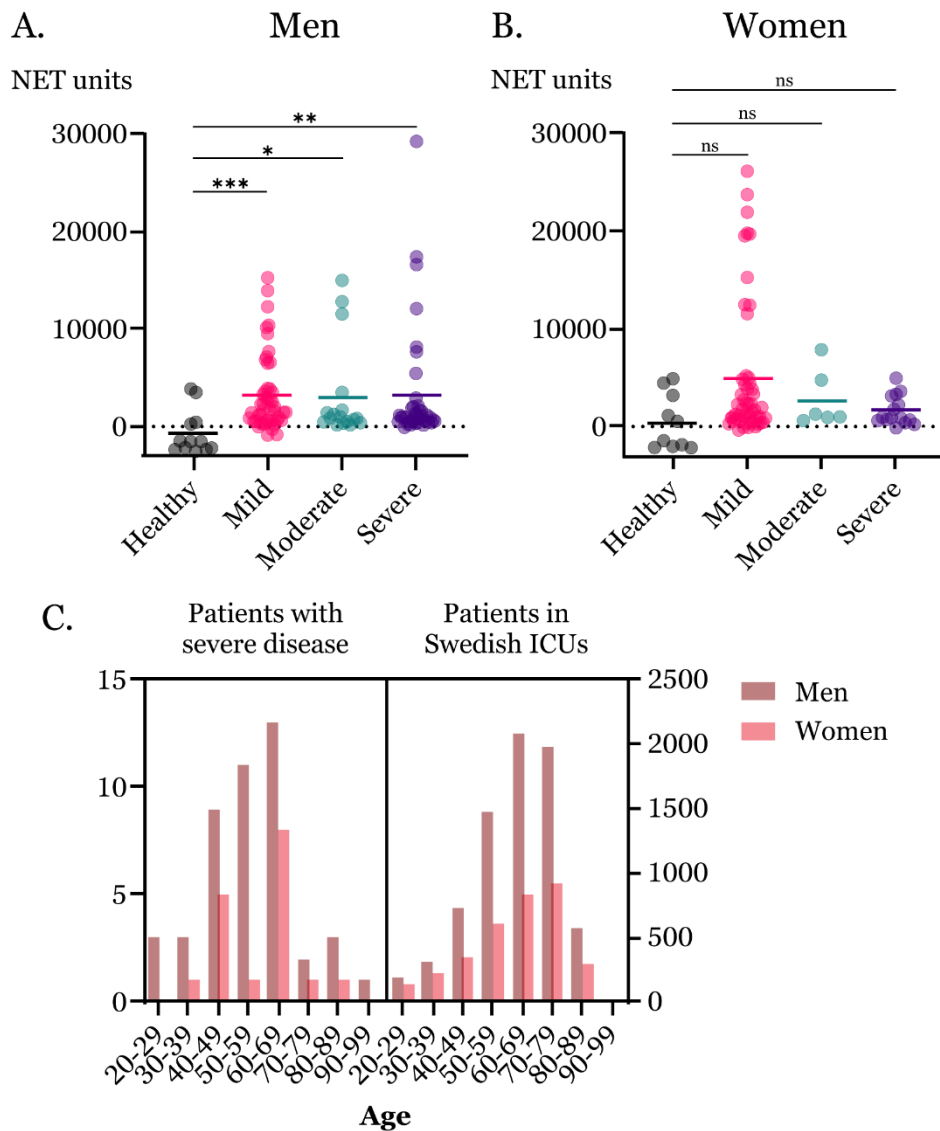 A.
Men
NET units
30000
20000
10000
0
**
*
***
Healthy
Mild
Moderate
Severe
B.
Women
NET units
30000
20000
10000
0
ns
ns
ns
Healthy
Mild
Moderate
Severe
C.
Patients with
severe disease
Patients in
Swedish ICUs
15
10
5
0
2500
2000
1500
1000
500
0
Men
Women
20-29
30-39
40-49
50-59
60-69
70-79
80-89
90-99
20-29
30-39
40-49
50-59
60-69
70-79
80-89
90-99
Age